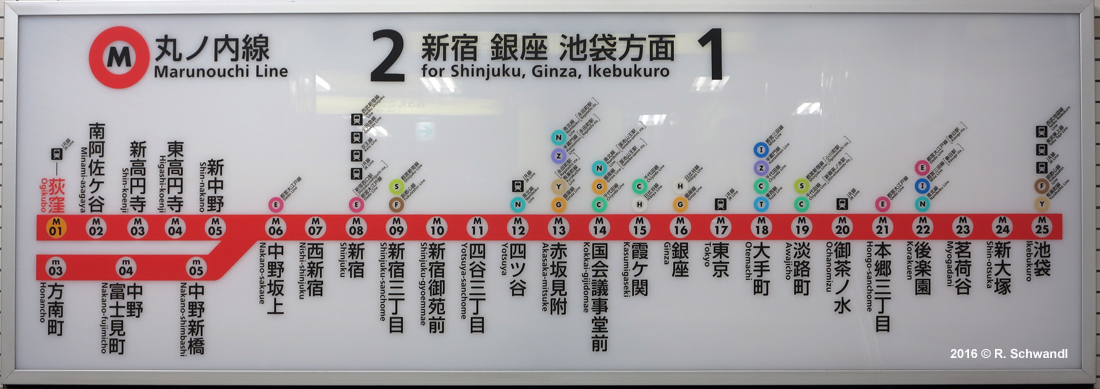 M 丸ノ内線
Marunouchi Line
2 新宿 銀座 池袋方面 1
for Shinjuku, Ginza, Ikebukuro
荻窪
Ogikubo
南阿佐ケ谷
Minami-asagaya
新高円寺
Shin-koenji
東高円寺
Higashi-koenji
新中野
Shin-nakano
E
E
S
F
N
N
Z
Y
G
N
G
C
C
H
H
G
I
Z
C
T
S
C
E
E
I
N
F
Y
M 01
M 02
M 03
M 04
M 05
M 06
M 07
M 08
M 09
M 10
M 11
M 12
M 13
M 14
M 15
M 16
M 17
M 18
M 19
M 20
M 21
M 22
M 23
M 24
M 25
m 03
m 04
m 05
方南町
Honancho
中野富士見町
Nakano-fujimicho
中野新橋
Nakano-shimbashi
中野坂上
Nakano-sakaue
西新宿
Nishi-shinjuku
新宿
Shinjuku
新宿三丁目
Shinjuku-sanchome
新宿御苑前
Shinjuku-gyoemmae
四谷三丁目
Yotsuya-sanchome
四ツ谷
Yotsuya
赤坂見附
Akasaka-mitsuke
国会議事堂前
Kokkai-gijidomae
霞ケ関
Kasumigaseki
銀座
Ginza
東京
Tokyo
大手町
Otemachi
淡路町
Awajicho
御茶ノ水
Ochanomizu
本郷三丁目
Hongo-sanchome
後楽園
Korakuen
茗荷谷
Myogadani
新大塚
Shin-otsuka
池袋
Ikebukuro
2016 © R. Schwandl